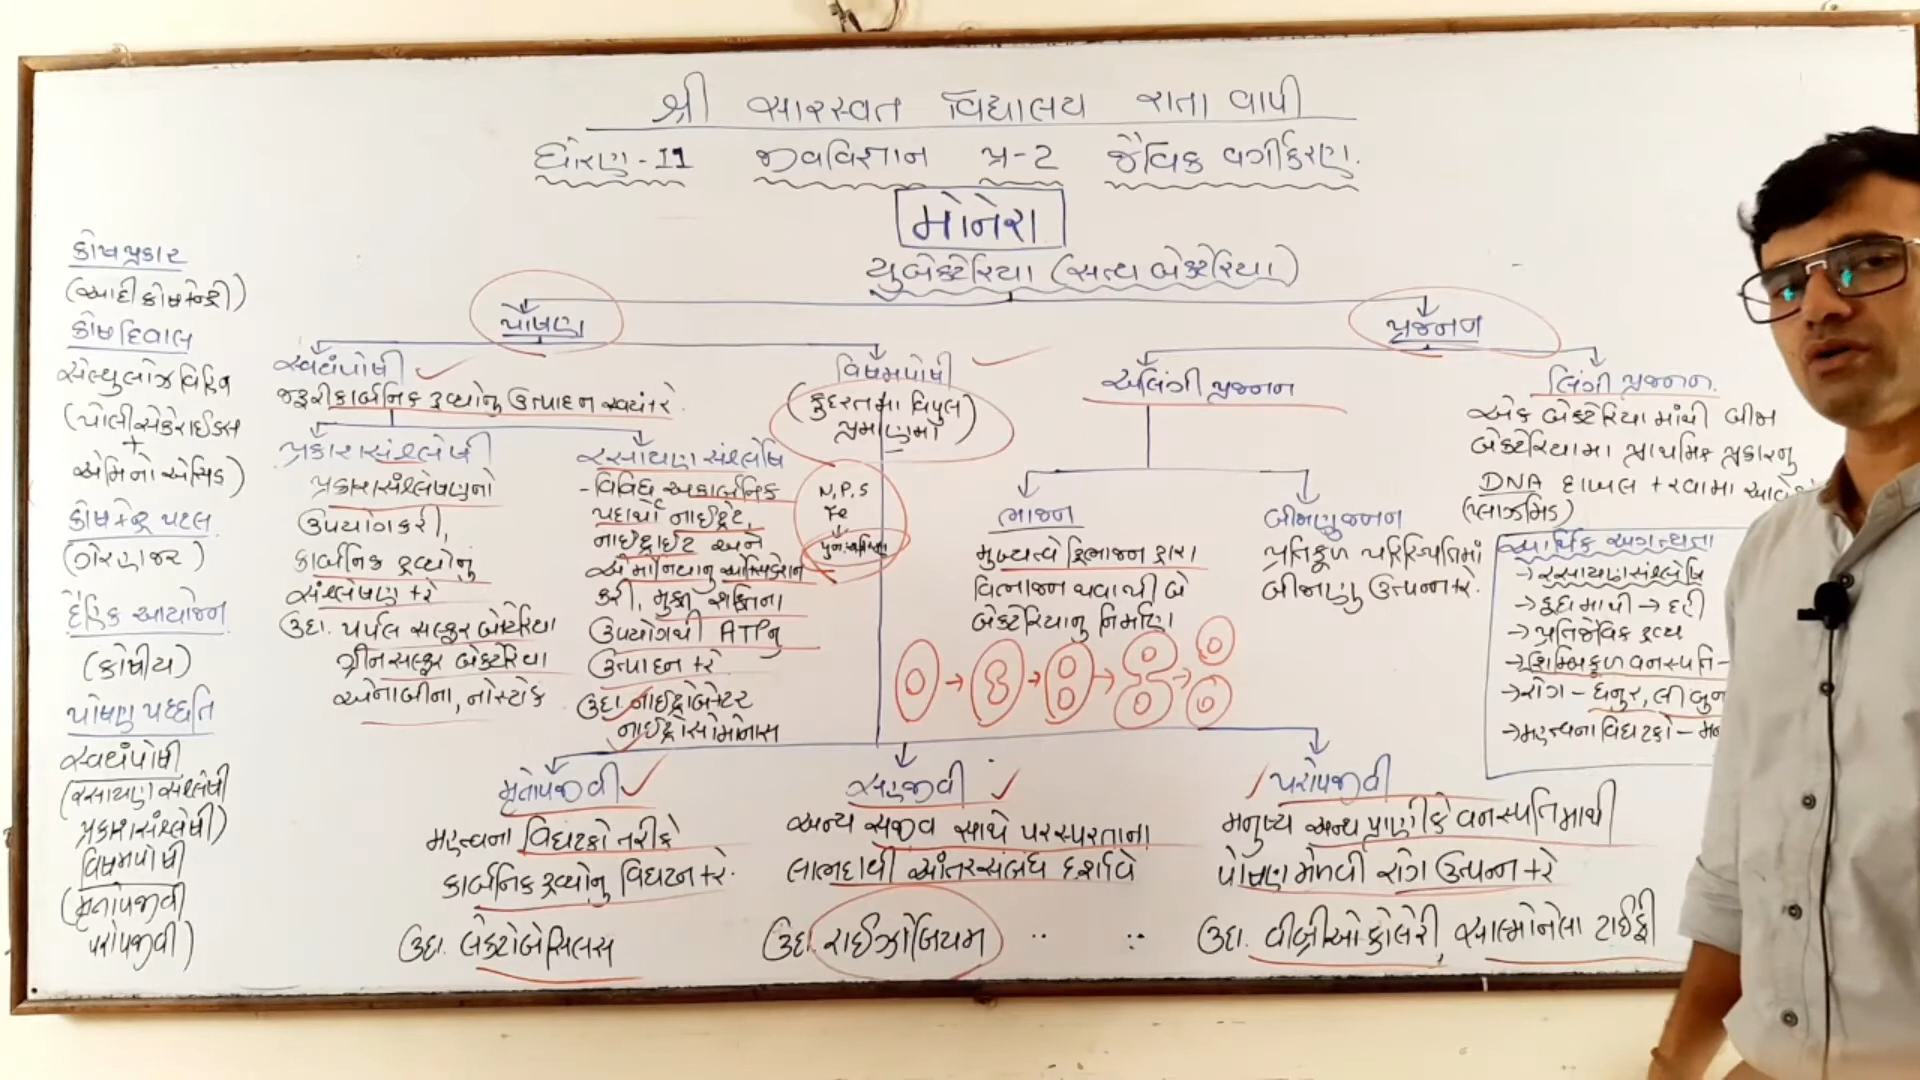 શ્રી સારસ્વત વિદ્યાલય રાતા વાપી
ધોરણ - 11 જીવવિજ્ઞાન પ્ર-2 જૈવિક વર્ગીકરણ.
મોનેરા
યુબેક્ટેરિયા (સત્ય બેક્ટેરિયા)
કોષ પ્રકાર
(આદી કોષકેન્દ્રી)
કોષ દિવાલ
સેલ્યુલોઝ વિહિન
(પોલીસેકેરાઈડસ
+
એમિનો એસિડ)
કોષકેન્દ્ર પટલ
(ગેરહાજર)
દૈહિક આયોજન
(કોષીય)
પોષણ પદ્ધતિ
સ્વયંપોષી
(રસાયણ સંશ્લેષી
પ્રકાશસંશ્લેષી)
વિષમપોષી
(મૃતોપજીવી
પરોપજીવી)
પોષણ
સ્વયંપોષી
જરૂરી કાર્બનિક દ્રવ્યોનુ ઉત્પાદન સ્વયં કરે.
પ્રકાશસંશ્લેષી
પ્રકાશસંશ્લેષણનો
ઉપયોગ કરી,
કાર્બનિક દ્રવ્યોનુ
સંશ્લેષણ કરે
ઉદા. પર્પલ સલ્ફર બેક્ટેરિયા
ગ્રીન સલ્ફર બેક્ટેરિયા
એનાબીના, નોસ્ટોક
રસાયણ સંશ્લેષિ
- વિવિધ અકાર્બનિક
પદાર્થો નાઈટ્રેટ,
નાઈટ્રાઈટ અને
એમોનિયાનુ ઓક્સિડેશન
કરી, મુક્ત શક્તિના
ઉપયોગથી ATP નુ
ઉત્પાદન કરે
ઉદા. નાઈટ્રોબેક્ટર
નાઈટ્રોસોમોનાસ
વિષમપોષી
(કુદરતમા વિપુલ
પ્રમાણમાં)
N, P, S
Fe
મૃતોપજીવી
મહત્વના વિઘટકો તરીકે
કાર્બનિક દ્રવ્યોનુ વિઘટન કરે.
ઉદા. લેક્ટોબેસિલસ
સહજીવી
અન્ય સજીવ સાથે પરસ્પરતાના
લાભદાથી આંતરસંબંધ દર્શાવે
ઉદા. રાઈઝોબિયમ
પરોપજીવી
મનુષ્ય અન્ય પ્રાણી કે વનસ્પતિ માથી
પોષણ મેળવી રોગ ઉત્પન્ન કરે
ઉદા. વીબ્રીઓ કોલેરી, સાલ્મોનેલા ટાઈફી
પ્રજનન
અલિંગી પ્રજનન
ભાજન
મુખ્યત્વે દ્વિભાજન દ્વારા
વિભાજન થવાથી બે
બેક્ટેરિયાનુ નિર્માણ
બીજાણુજનન
પ્રતિકૂળ પરિસ્થિતિમાં
બીજાણુ ઉત્પન્ન કરે.
લિંગી પ્રજનન.
એક બેક્ટેરિયા માંથી બીજા
બેક્ટેરિયામા પ્રાથમિક પ્રકારનુ
DNA દાખલ કરવામા
(પ્લાઝમિડ)
આર્થિક અગત્યતા
→ રસાયણસંશ્લેષિ
→ દૂધ માથી → દહી
→ પ્રતિજૈવિક દ્રવ્ય
→ શિમ્બિકુળ વનસ્પતિ -
→ રોગ - ધનુર,
→ મહત્વના વિઘટકો -